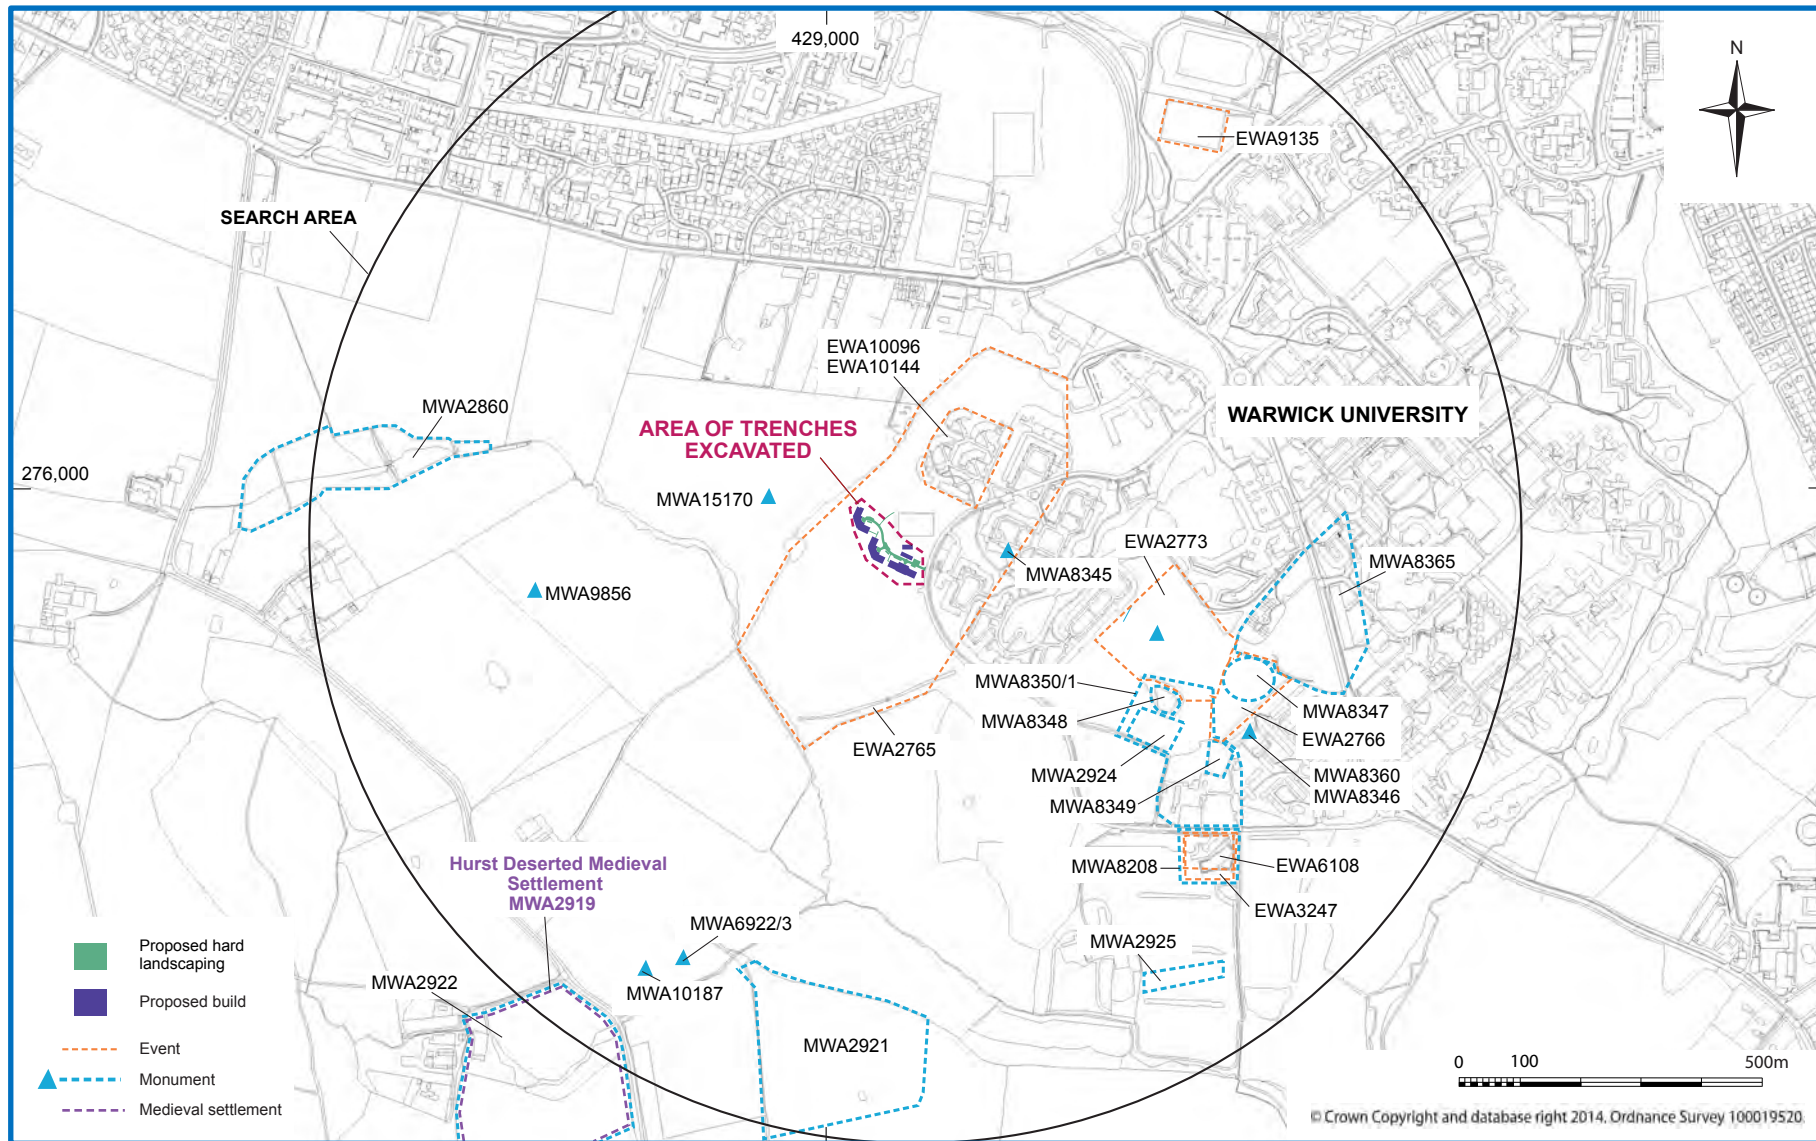 429,000
N
EWA9135
SEARCH AREA
EWA10096
EWA10144
MWA2860
WARWICK UNIVERSITY
AREA OF TRENCHES
EXCAVATED
276,000
MWA15170
EWA2773
MWA8345
MWA8365
MWA9856
MWA8350/1
MWA8348
MWA8347
EWA2766
EWA2765
MWA2924
MWA8360
MWA8346
MWA8349
Hurst Deserted Medieval
Settlement
MWA2919
MWA8208
EWA6108
EWA3247
MWA6922/3
MWA2925
MWA2922
MWA10187
MWA2921
Proposed hard
landscaping
Proposed build
Event
Monument
Medieval settlement
0 100 500m
© Crown Copyright and database right 2014. Ordnance Survey 100019520